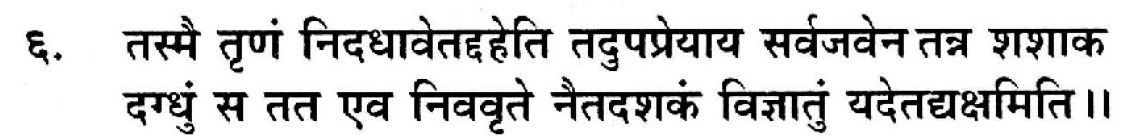 ६. तस्मै तृणं निदधावेतद्दहेति तदुपप्रेयाय सर्वजवेन तन्न शशाक
दग्धुं स तत एव निववृते नैतदशकं विज्ञातुं यदेतद्यक्षमिति ।।